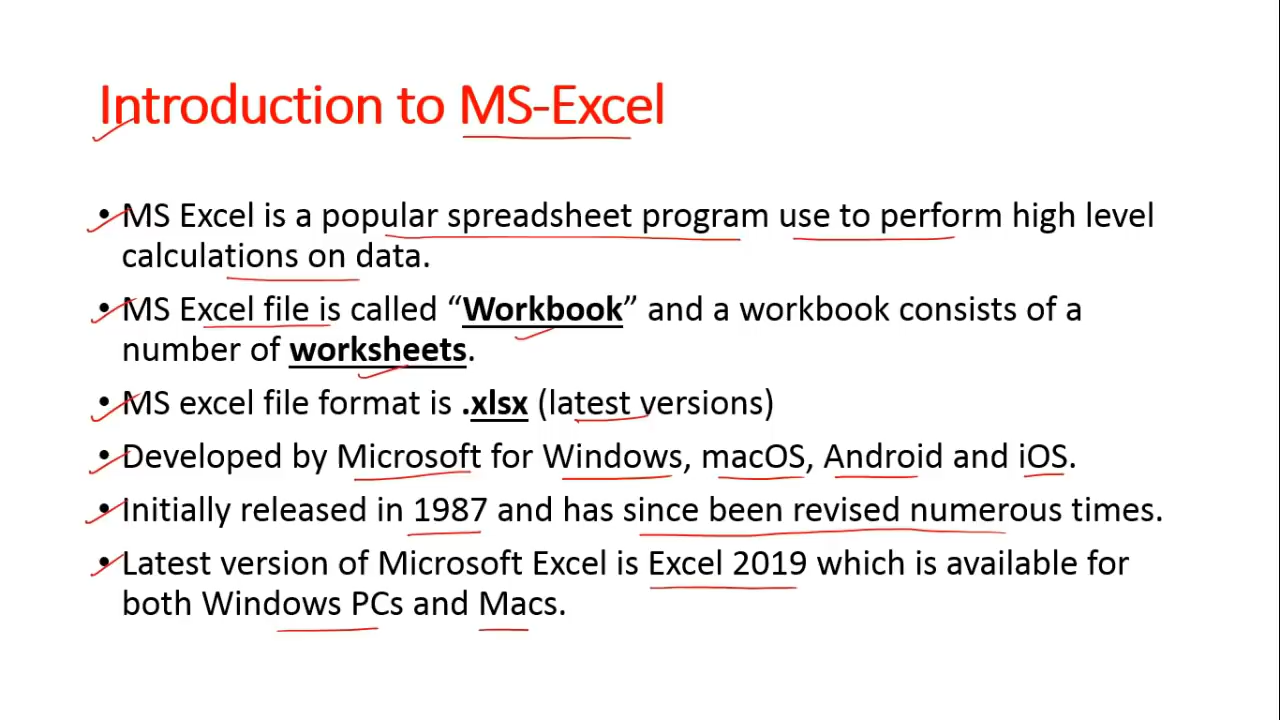 Introduction to MS-Excel
• MS Excel is a popular spreadsheet program use to perform high level
calculations on data.
• MS Excel file is called “Workbook” and a workbook consists of a
number of worksheets.
• MS excel file format is .xlsx (latest versions)
• Developed by Microsoft for Windows, macOS, Android and iOS.
• Initially released in 1987 and has since been revised numerous times.
• Latest version of Microsoft Excel is Excel 2019 which is available for
both Windows PCs and Macs.